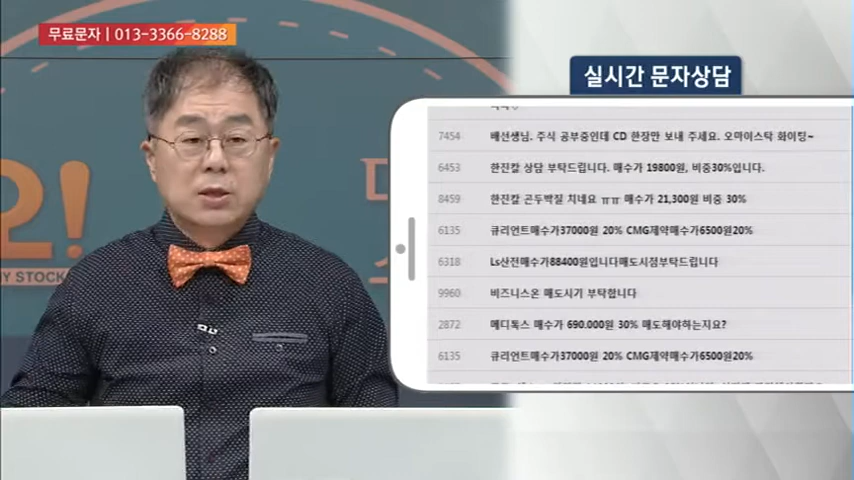 무료문자 | 013-3366-8288
실시간 문자상담
7454 배선생님. 주식 공부중인데 CD 한장만 보내 주세요. 오마이스탁 화이팅~
6453 한진칼 상담 부탁드립니다. 매수가 19800원, 비중30%입니다.
8459 한진칼 곤두박질 치네요 ㅠㅠ 매수가 21,300원 비중 30%
6135 큐리언트매수가37000원 20% CMG제약매수가6500원20%
6318 Ls산전매수가88400원입니다매도시점부탁드립니다
9960 비즈니스온 매도시기 부탁합니다
2872 메디톡스 매수가 690.000원 30% 매도해야하는지요?
6135 큐리언트매수가37000원 20% CMG제약매수가6500원20%
오!
MY STOCK